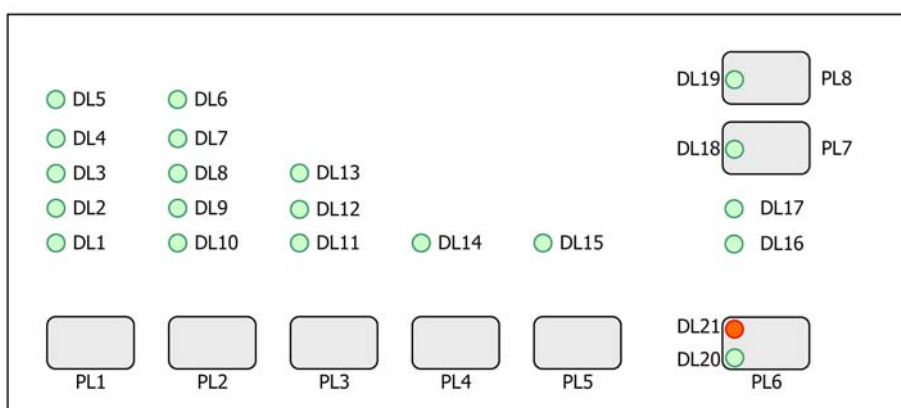 DL19 PL8
DL5 DL6
DL4 DL7 DL18 PL7
DL3 DL8 DL13
DL2 DL9 DL12 DL17
DL1 DL10 DL11 DL14 DL15 DL16
DL21
DL20
PL1 PL2 PL3 PL4 PL5 PL6